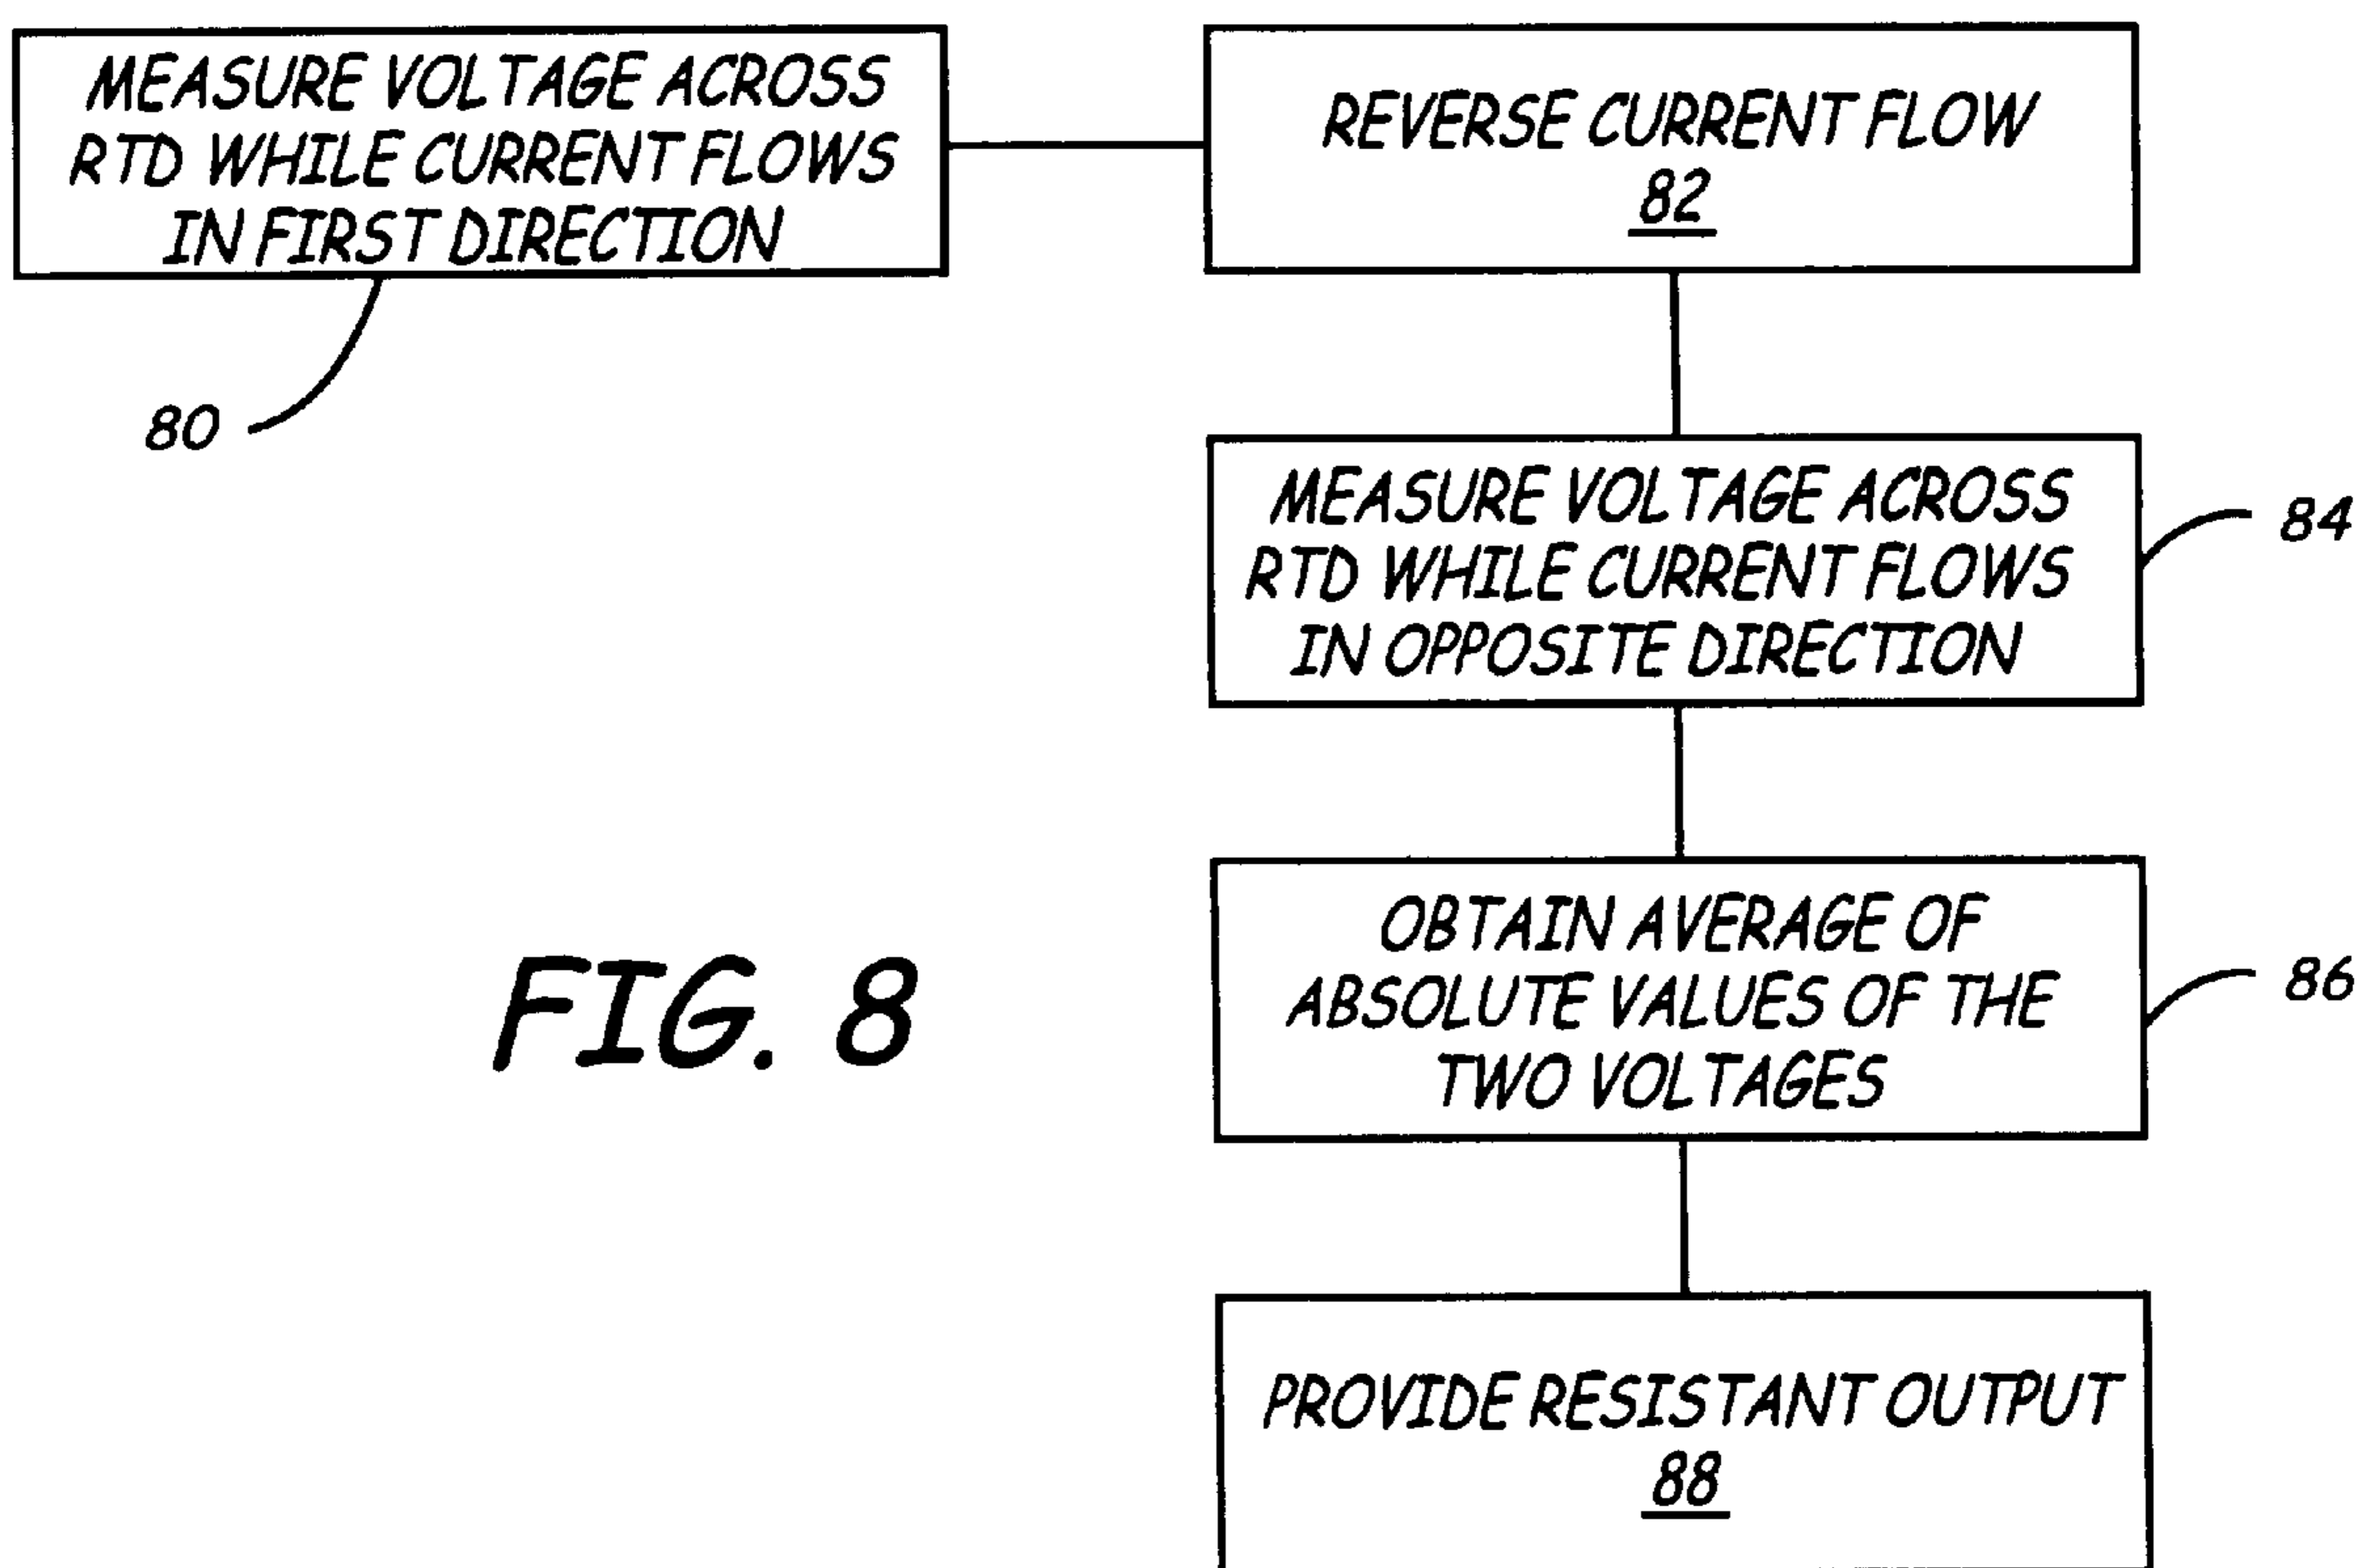 MEASURE VOLTAGE ACROSS
RTD WHILE CURRENT FLOWS
IN FIRST DIRECTION
80
REVERSE CURRENT FLOW
82
MEASURE VOLTAGE ACROSS
RTD WHILE CURRENT FLOWS
IN OPPOSITE DIRECTION
84
OBTAIN AVERAGE OF
ABSOLUTE VALUES OF THE
TWO VOLTAGES
86
FIG. 8
PROVIDE RESISTANT OUTPUT
88